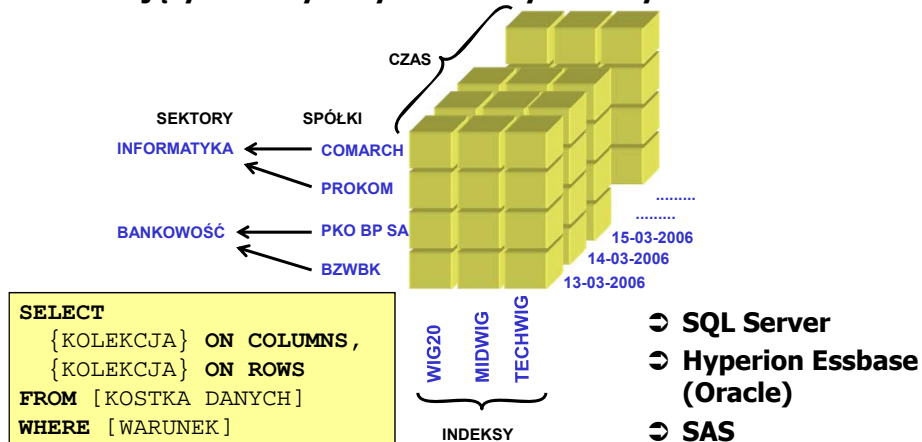 CZAS
SEKTORY SPÓŁKI
INFORMATYKA COMARCH
PROKOM
BANKOWOŚĆ PKO BP SA
BZWBK
.........
.........
15-03-2006
14-03-2006
13-03-2006
WIG20
MIDWIG
TECHWIG
INDEKSY
SELECT
{KOLEKCJA} ON COLUMNS,
{KOLEKCJA} ON ROWS
FROM [KOSTKA DANYCH]
WHERE [WARUNEK]
➲ SQL Server
➲ Hyperion Essbase
(Oracle)
➲ SAS